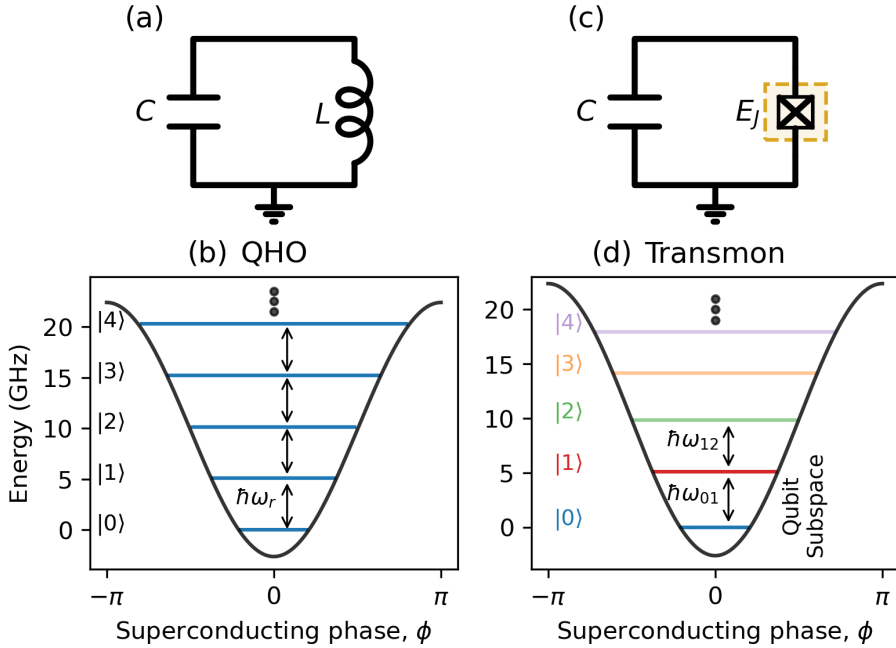 (a)
C
L
(c)
C
E_J
(b) QHO
Energy (GHz)
20
15
10
5
0
|4⟩
|3⟩
|2⟩
|1⟩
|0⟩
ℏω_r
−π
0
π
Superconducting phase, ϕ
(d) Transmon
20
15
10
5
0
|4⟩
|3⟩
|2⟩
|1⟩
|0⟩
ℏω_12
ℏω_01
Qubit
Subspace
−π
0
π
Superconducting phase, ϕ